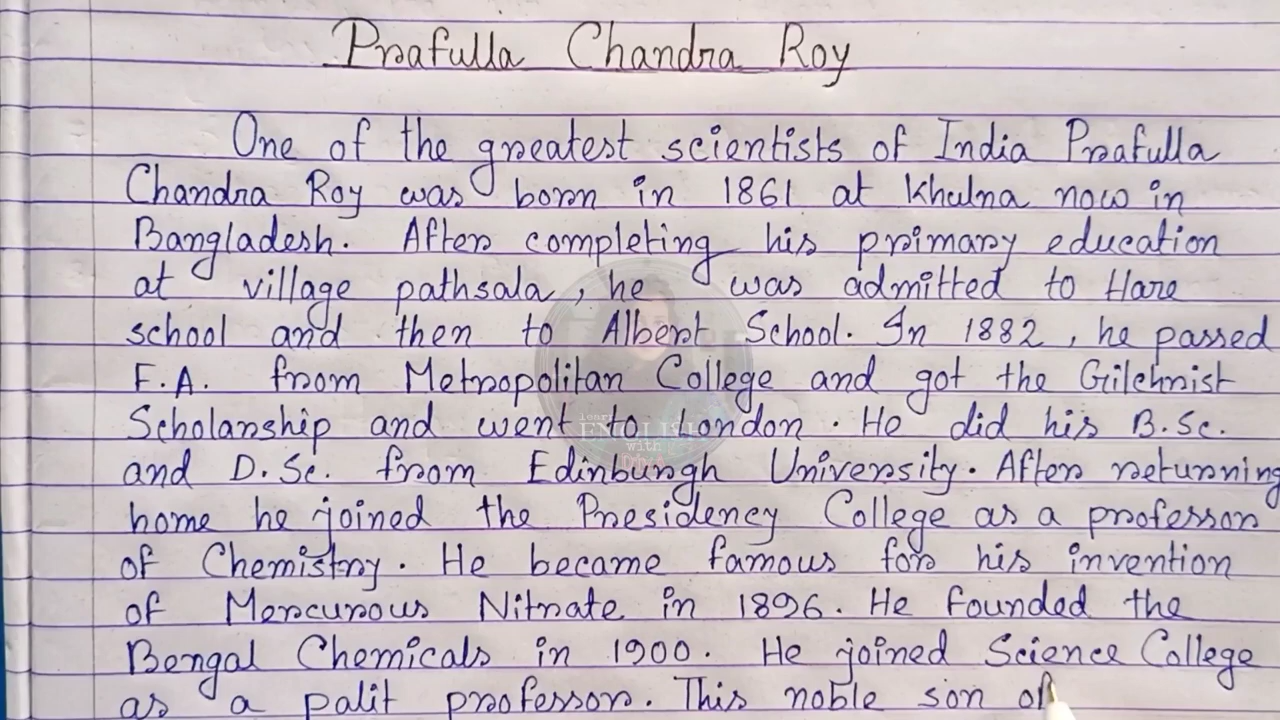 Prafulla Chandra Roy
One of the greatest scientists of India Prafulla
Chandra Roy was born in 1861 at Khulna now in
Bangladesh. After completing his primary education
at village pathsala, he was admitted to Hare
school and then to Albert School. In 1882, he passed
F.A. from Metropolitan College and got the Gilchrist
Scholarship and went to London. He did his B.Sc.
and D.Sc. from Edinburgh University. After returning
home he joined the Presidency College as a professor
of Chemistry. He became famous for his invention
of Mercurous Nitrate in 1896. He founded the
Bengal Chemicals in 1900. He joined Science College
as a palit professor. This noble son of
learn
ENGLISH
with